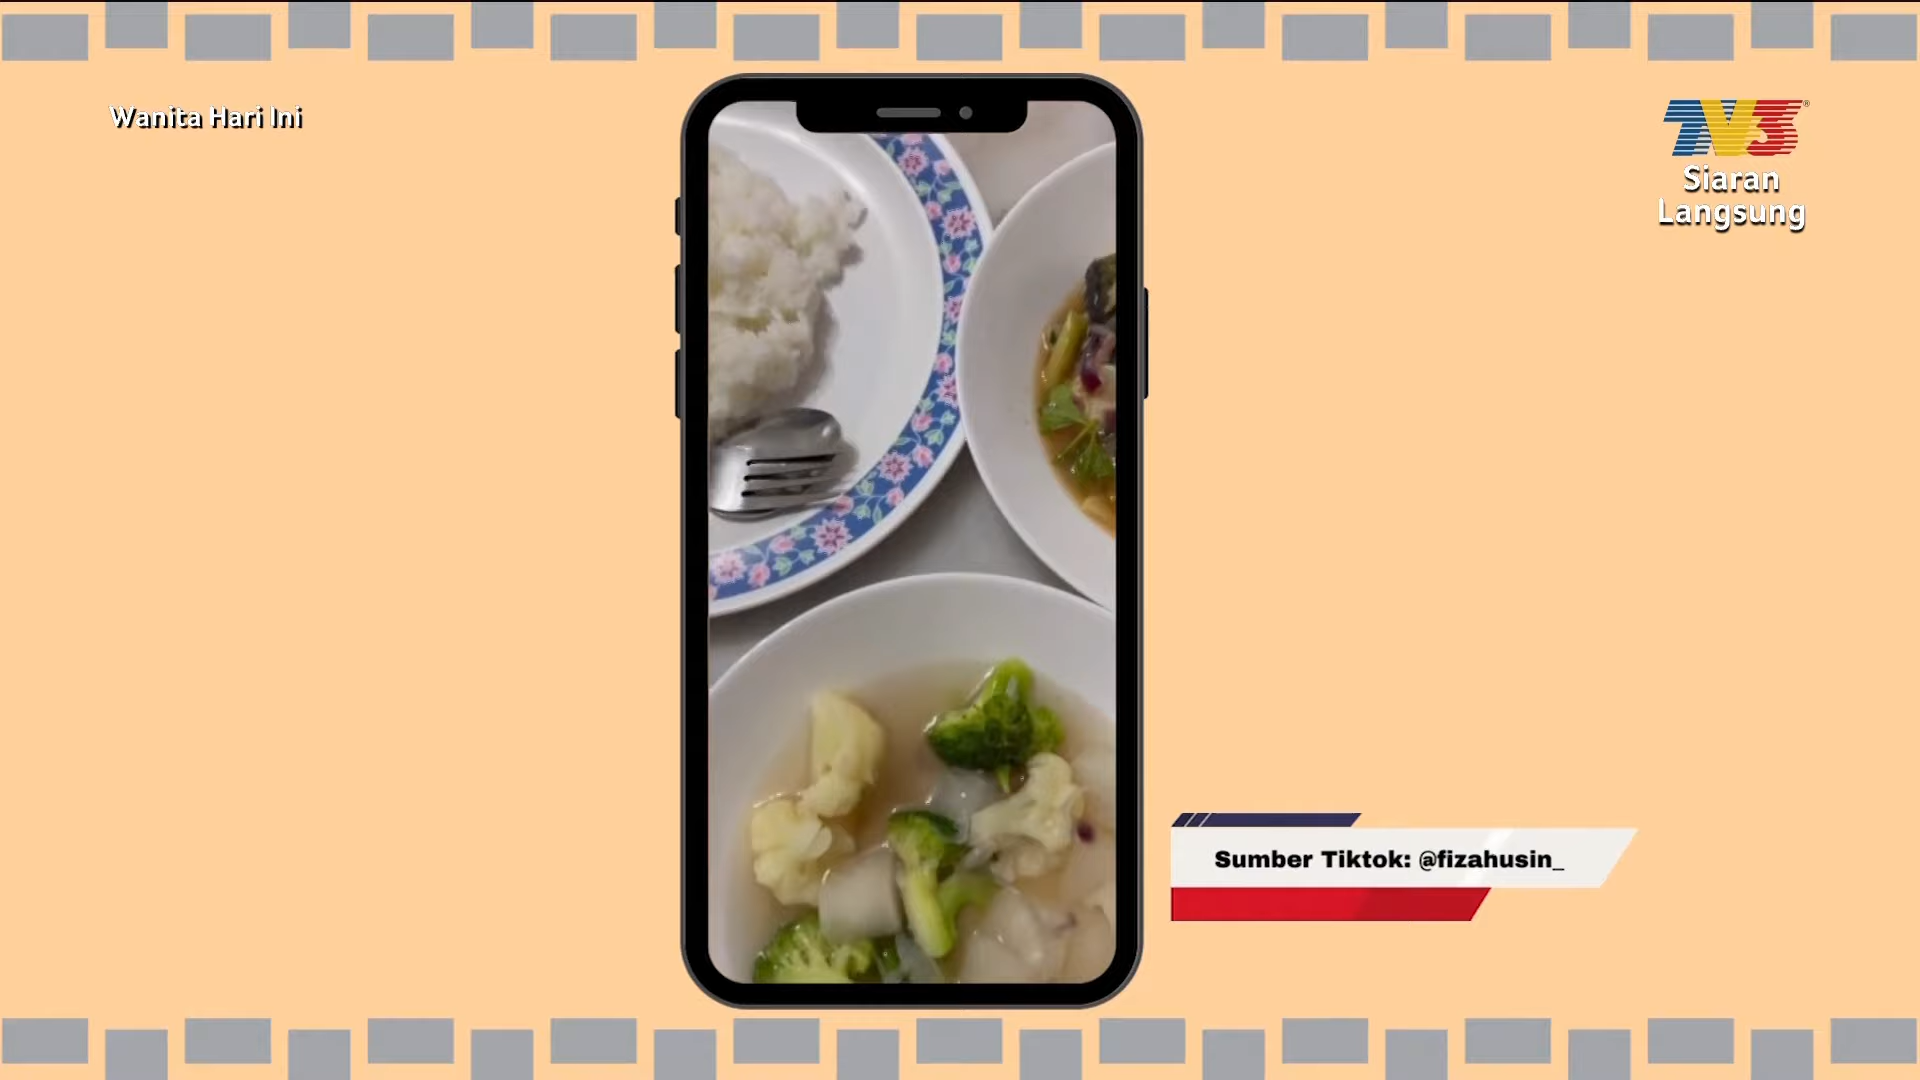 Wanita Hari Ini
TV3
Siaran
Langsung
Sumber Tiktok: @fizahusin_